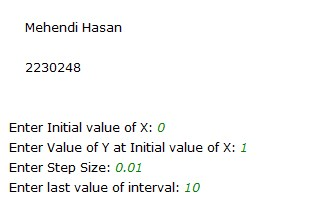 Mehendi Hasan
2230248
Enter Initial value of X: 0
Enter Value of Y at Initial value of X: 1
Enter Step Size: 0.01
Enter last value of interval: 10